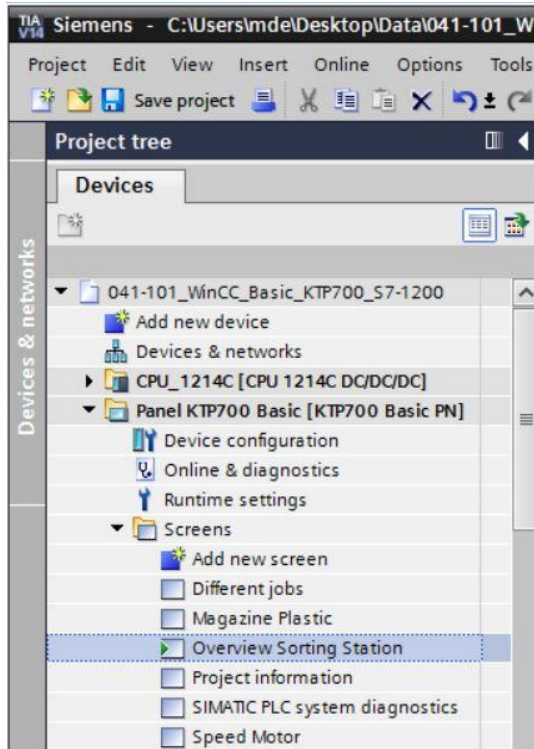 TIA V14 Siemens - C:\Users\mde\Desktop\Data\041-101_W
Project Edit View Insert Online Options Tools
Save project
Project tree
Devices
Devices & networks
041-101_WinCC_Basic_KTP700_S7-1200
Add new device
Devices & networks
CPU_1214C [CPU 1214C DC/DC/DC]
Panel KTP700 Basic [KTP700 Basic PN]
Device configuration
Online & diagnostics
Runtime settings
Screens
Add new screen
Different jobs
Magazine Plastic
Overview Sorting Station
Project information
SIMATIC PLC system diagnostics
Speed Motor